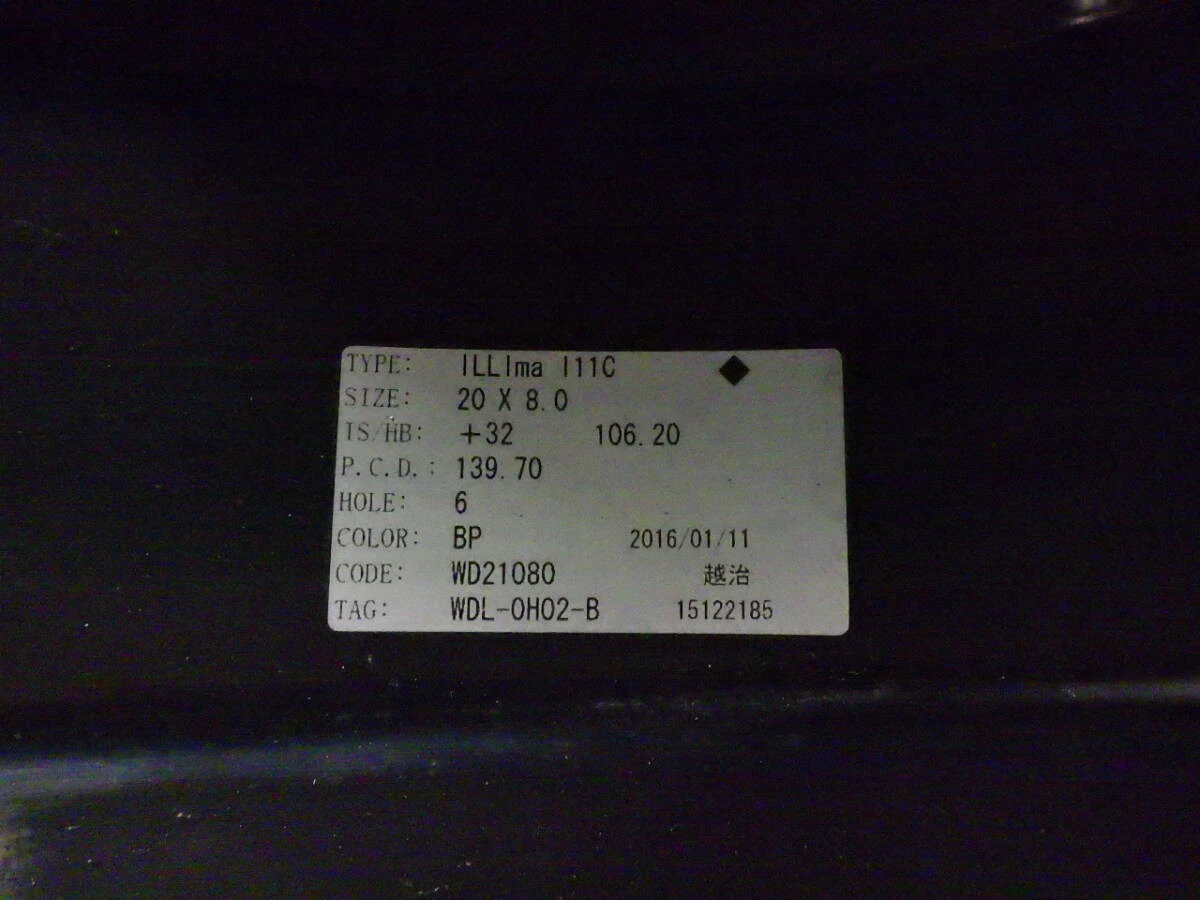 TYPE: ILLIma I11C ◆
SIZE: 20 X 8.0
IS/HB: +32 106.20
P.C.D.: 139.70
HOLE: 6
COLOR: BP 2016/01/11
CODE: WD21080 越治
TAG: WDL-0H02-B 15122185